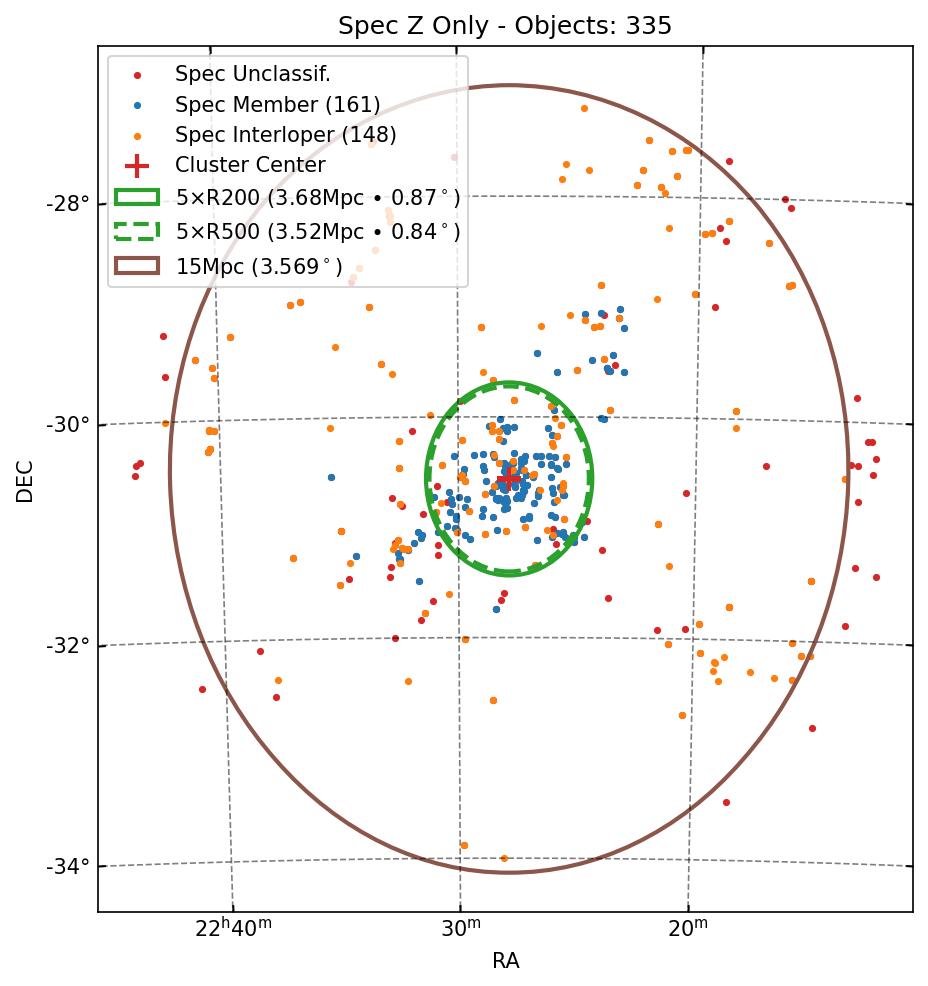 Spec Z Only - Objects: 335
Spec Unclassif.
Spec Member (161)
Spec Interloper (148)
Cluster Center
5×R200 (3.68Mpc • 0.87°)
5×R500 (3.52Mpc • 0.84°)
15Mpc (3.569°)
-28°
-30°
-32°
-34°
DEC
22h40m 30m 20m
RA